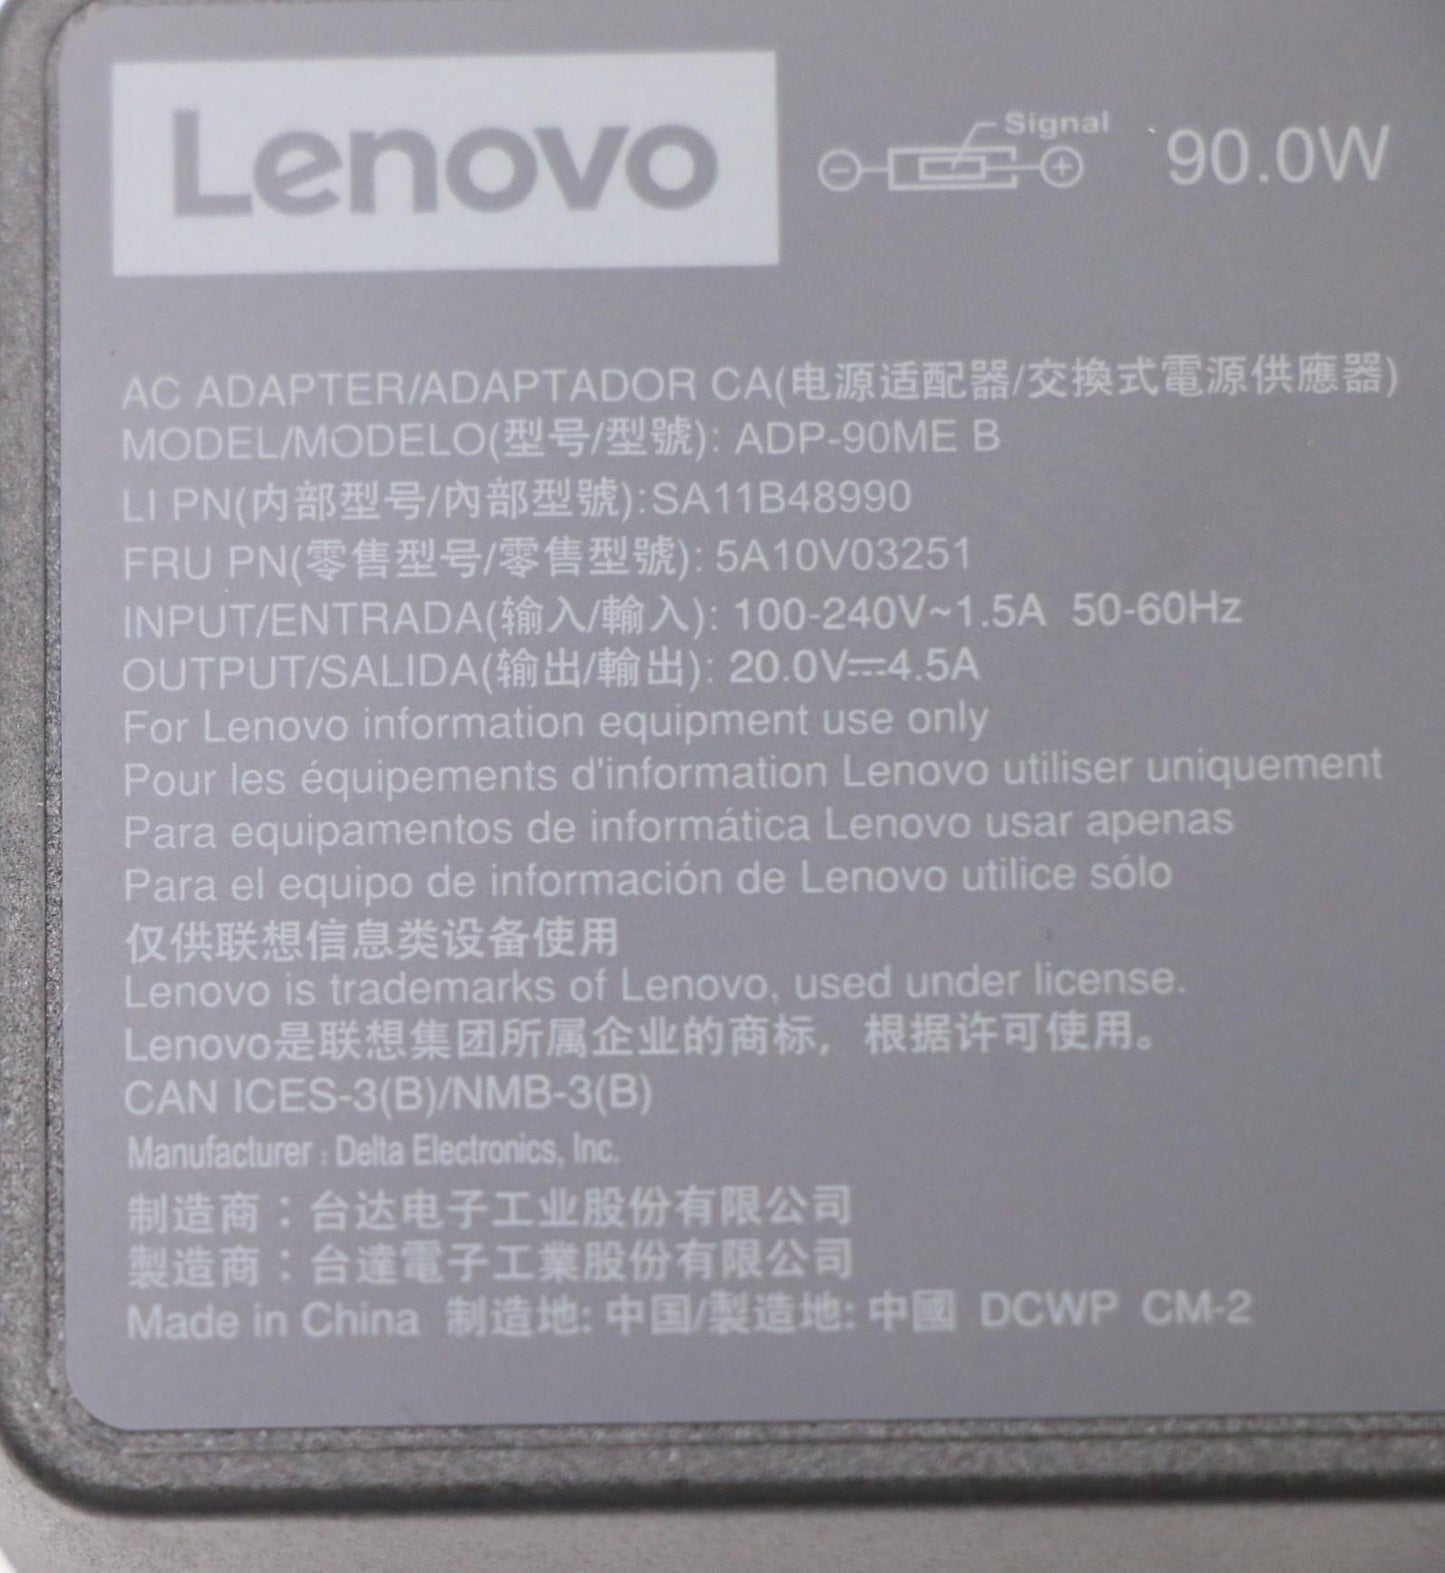 Lenovo
Signal
90.0W
AC ADAPTER/ADAPTADOR CA(电源适配器/交換式電源供應器)
MODEL/MODELO(型号/型號): ADP-90ME B
LI PN(内部型号/內部型號):SA11B48990
FRU PN(零售型号/零售型號): 5A10V03251
INPUT/ENTRADA(输入/輸入): 100-240V~1.5A 50-60Hz
OUTPUT/SALIDA(输出/輸出): 20.0V⎓4.5A
For Lenovo information equipment use only
Pour les équipements d'information Lenovo utiliser uniquement
Para equipamentos de informática Lenovo usar apenas
Para el equipo de información de Lenovo utilice sólo
仅供联想信息类设备使用
Lenovo is trademarks of Lenovo, used under license.
Lenovo是联想集团所属企业的商标，根据许可使用。
CAN ICES-3(B)/NMB-3(B)
Manufacturer : Delta Electronics, Inc.
制造商：台达电子工业股份有限公司
製造商：台達電子工業股份有限公司
Made in China 制造地: 中国/製造地: 中國 DCWP CM-2